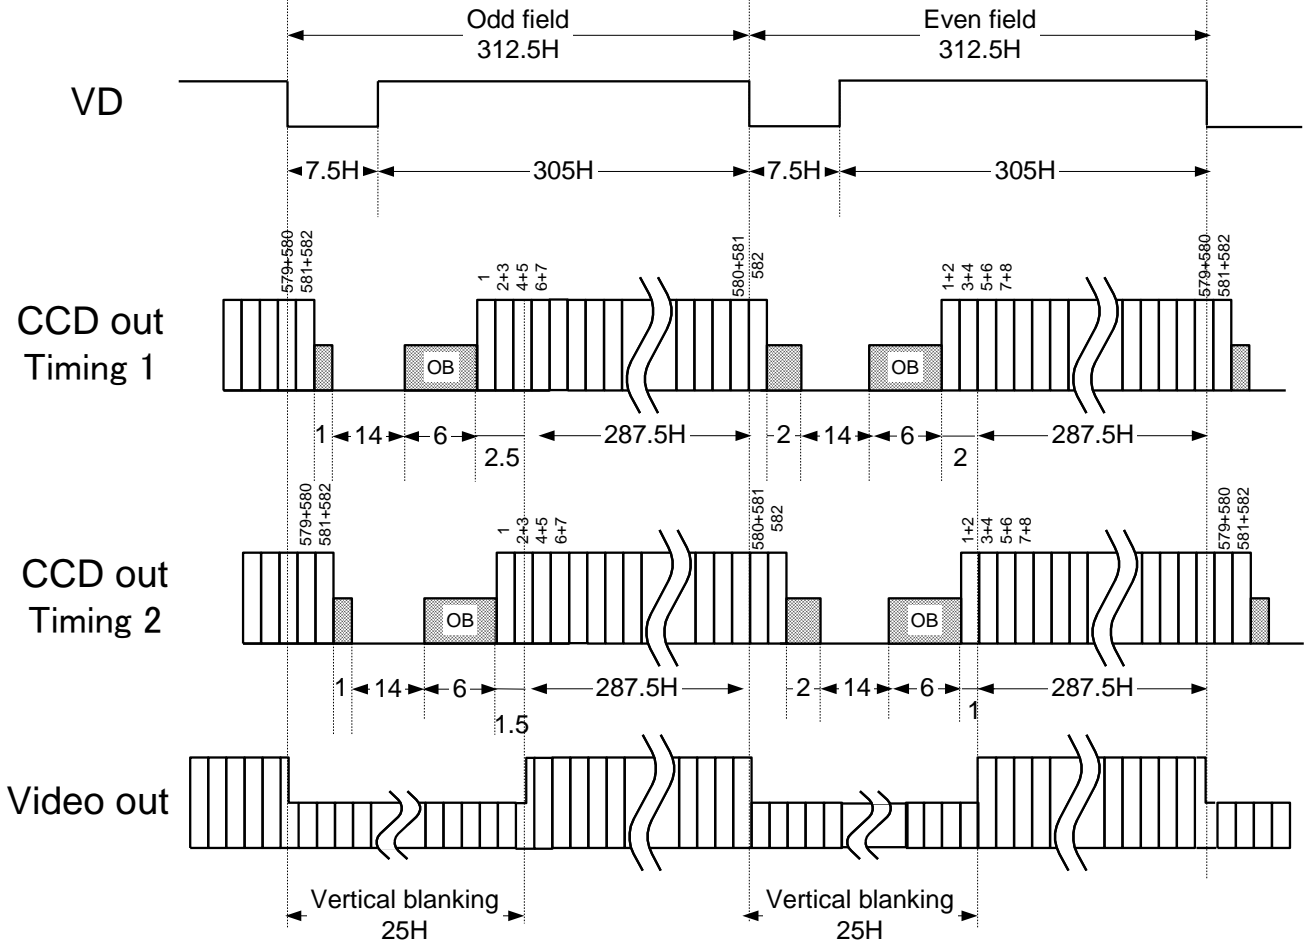 Odd field
312.5H
Even field
312.5H
VD
7.5H
305H
7.5H
305H
579+580
581+582
1
2+3
4+5
6+7
580+581
582
1+2
3+4
5+6
7+8
579+580
581+582
CCD out
Timing 1
OB
OB
1
14
6
2.5
287.5H
2
14
6
2
287.5H
579+580
581+582
1
2+3
4+5
6+7
580+581
582
1+2
3+4
5+6
7+8
579+580
581+582
CCD out
Timing 2
OB
OB
1
14
6
1.5
287.5H
2
14
6
1
287.5H
Video out
Vertical blanking
25H
Vertical blanking
25H